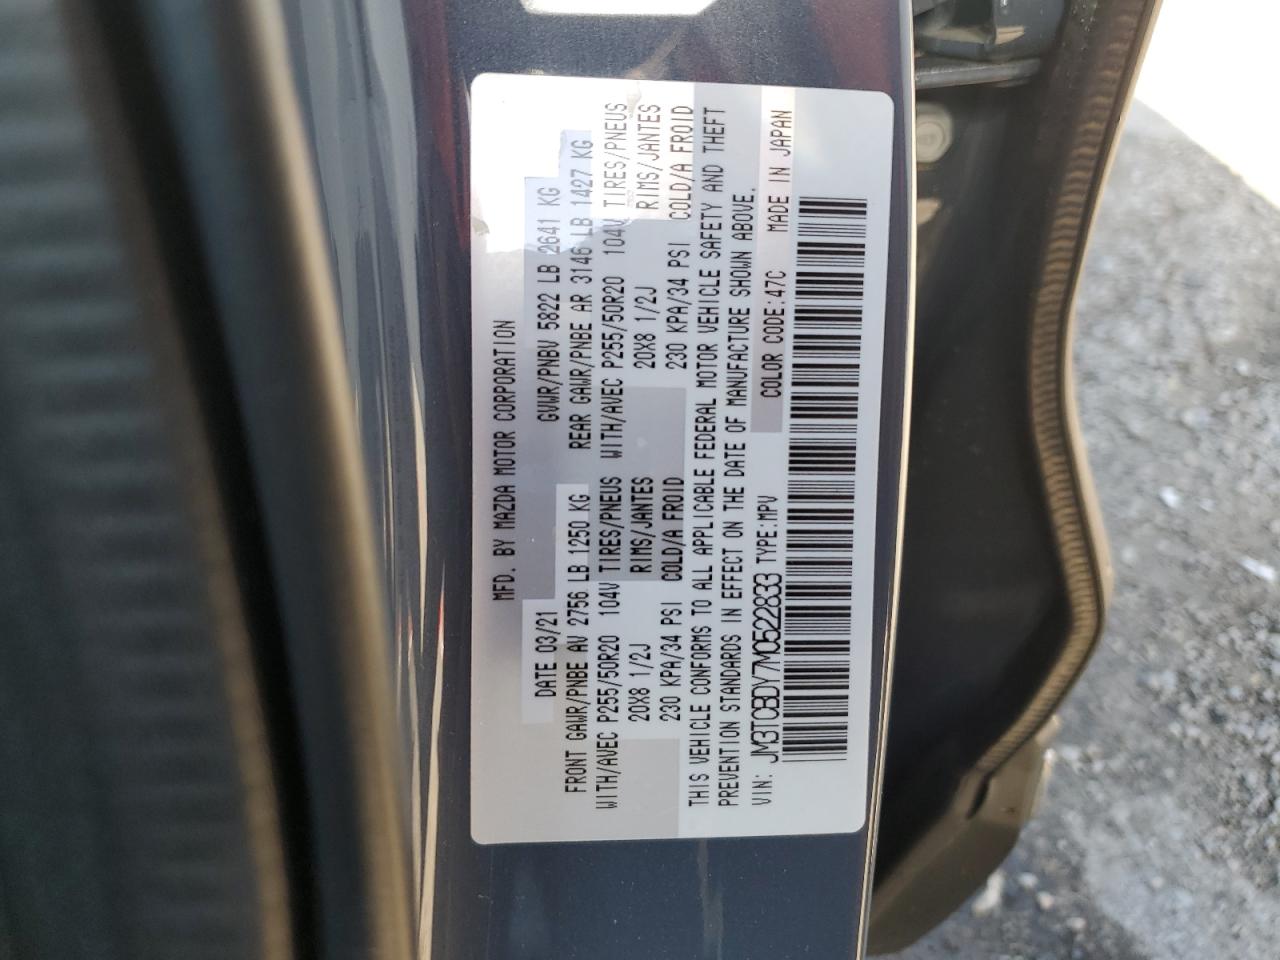 MFD. BY MAZDA MOTOR CORPORATION
DATE 03/21 GVWR/PNBV 5822 LB 2641 KG
FRONT GAWR/PNBE AV 2756 LB 1250 KG REAR GAWR/PNBE AR 3146 LB 1427 KG
WITH/AVEC P255/50R20 104V TIRES/PNEUS WITH/AVEC P255/50R20 104V TIRES/PNEUS
20X8 1/2J RIMS/JANTES 20X8 1/2J RIMS/JANTES
230 KPA/34 PSI COLD/A FROID 230 KPA/34 PSI COLD/A FROID
THIS VEHICLE CONFORMS TO ALL APPLICABLE FEDERAL MOTOR VEHICLE SAFETY AND THEFT
PREVENTION STANDARDS IN EFFECT ON THE DATE OF MANUFACTURE SHOWN ABOVE.
VIN: JM3TCBDY7M0522833 TYPE:MPV COLOR CODE:47C MADE IN JAPAN